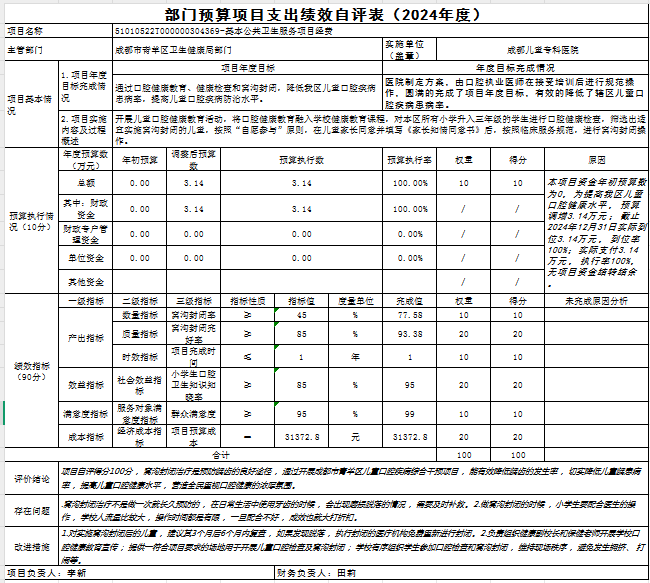 部门预算项目支出绩效自评表（2024年度）
项目名称 51010522T000000304369-基本公共卫生服务项目经费
主管部门 成都市青羊区卫生健康局部门 实施单位（盖章） 成都儿童专科医院
项目基本情况
1.项目年度目标完成情况
项目年度目标 年度目标完成情况
通过口腔健康教育、健康检查和窝沟封闭，降低我区儿童口腔疾病患病率，提高儿童口腔疾病防治水平。
医院制定方案，由口腔执业医师在接受培训后进行规范操作，圆满的完成了项目年度目标，有效的降低了辖区儿童口腔疾病患病率。
2.项目实施内容及过程概述
开展儿童口腔健康教育活动，将口腔健康教育融入学校健康教育课程，对本区所有小学升入三年级的学生进行口腔健康检查，筛选出适宜实施窝沟封闭的儿童，按照“自愿参与”原则，在儿童家长同意并填写《家长知情同意书》后，按照临床服务规范，进行窝沟封闭操作。
预算执行情况（10分）
年度预算数（万元） 年初预算 调整后预算数 预算执行数 预算执行率 权重 得分 原因
总额 0.00 3.14 3.14 100.00% 10 10
其中：财政资金 0.00 3.14 3.14 100.00% / /
财政专户管理资金 0.00 0.00 0.00 0.00% / /
单位资金 0.00 0.00 0.00 0.00% / /
其他资金 / /
本项目资金年初预算数为0，为提高我区儿童口腔健康水平，预算调增3.14万元；截止2024年12月31日实际到位3.14万元，到位率100%；实际支付3.14万元，执行率100%，无项目资金结转结余。
绩效指标（90分）
一级指标 二级指标 三级指标 指标性质 指标值 度量单位 完成值 权重 得分 未完成原因分析
产出指标 数量指标 窝沟封闭率 ≥ 45 % 77.58 10 10
质量指标 窝沟封闭完好率 ≥ 85 % 93.38 20 20
时效指标 项目完成时间 ≤ 1 年 1 10 10
效益指标 社会效益指标 小学生口腔卫生知识知晓率 ≥ 85 % 95 20 20
满意度指标 服务对象满意度指标 群众满意度 ≥ 95 % 99 10 10
成本指标 经济成本指标 项目预算成本 ＝ 31372.8 元 31372.8 20 20
合计 100 100
评价结论 项目自评得分100分，窝沟封闭治疗是预防龋齿的良好途径，通过开展成都市青羊区儿童口腔疾病综合干预项目，能有效降低龋齿的发生率，切实降低儿童龋患病率，提高儿童口腔健康水平，营造全民重视口腔健康的浓厚氛围。
存在问题 .窝沟封闭治疗不是做一次就长久预防的，在日常生活中使用牙齿的时候，会出现磨损脱落的情况，需要及时补救。2.做窝沟封闭的时候，小学生要配合医生的操作，学校人流量比较大，操作时间都是有限，一旦配合不好，成效也就大打折扣。
改进措施 1.对实施窝沟封闭后的儿童，建议其3个月后6个月内复查，如果发现脱落，执行封闭的医疗机构免费重新进行封闭。2.负责组织健康副校长和保健老师开展学校口腔健康教育宣传；提供一符合项目要求的场地用于开展儿童口腔检查及窝沟封闭，学校有序组织学生参加口腔检查和窝沟封闭，维持现场秩序，避免发生拥挤、打闹等。
项目负责人：李新 财务负责人：田莉